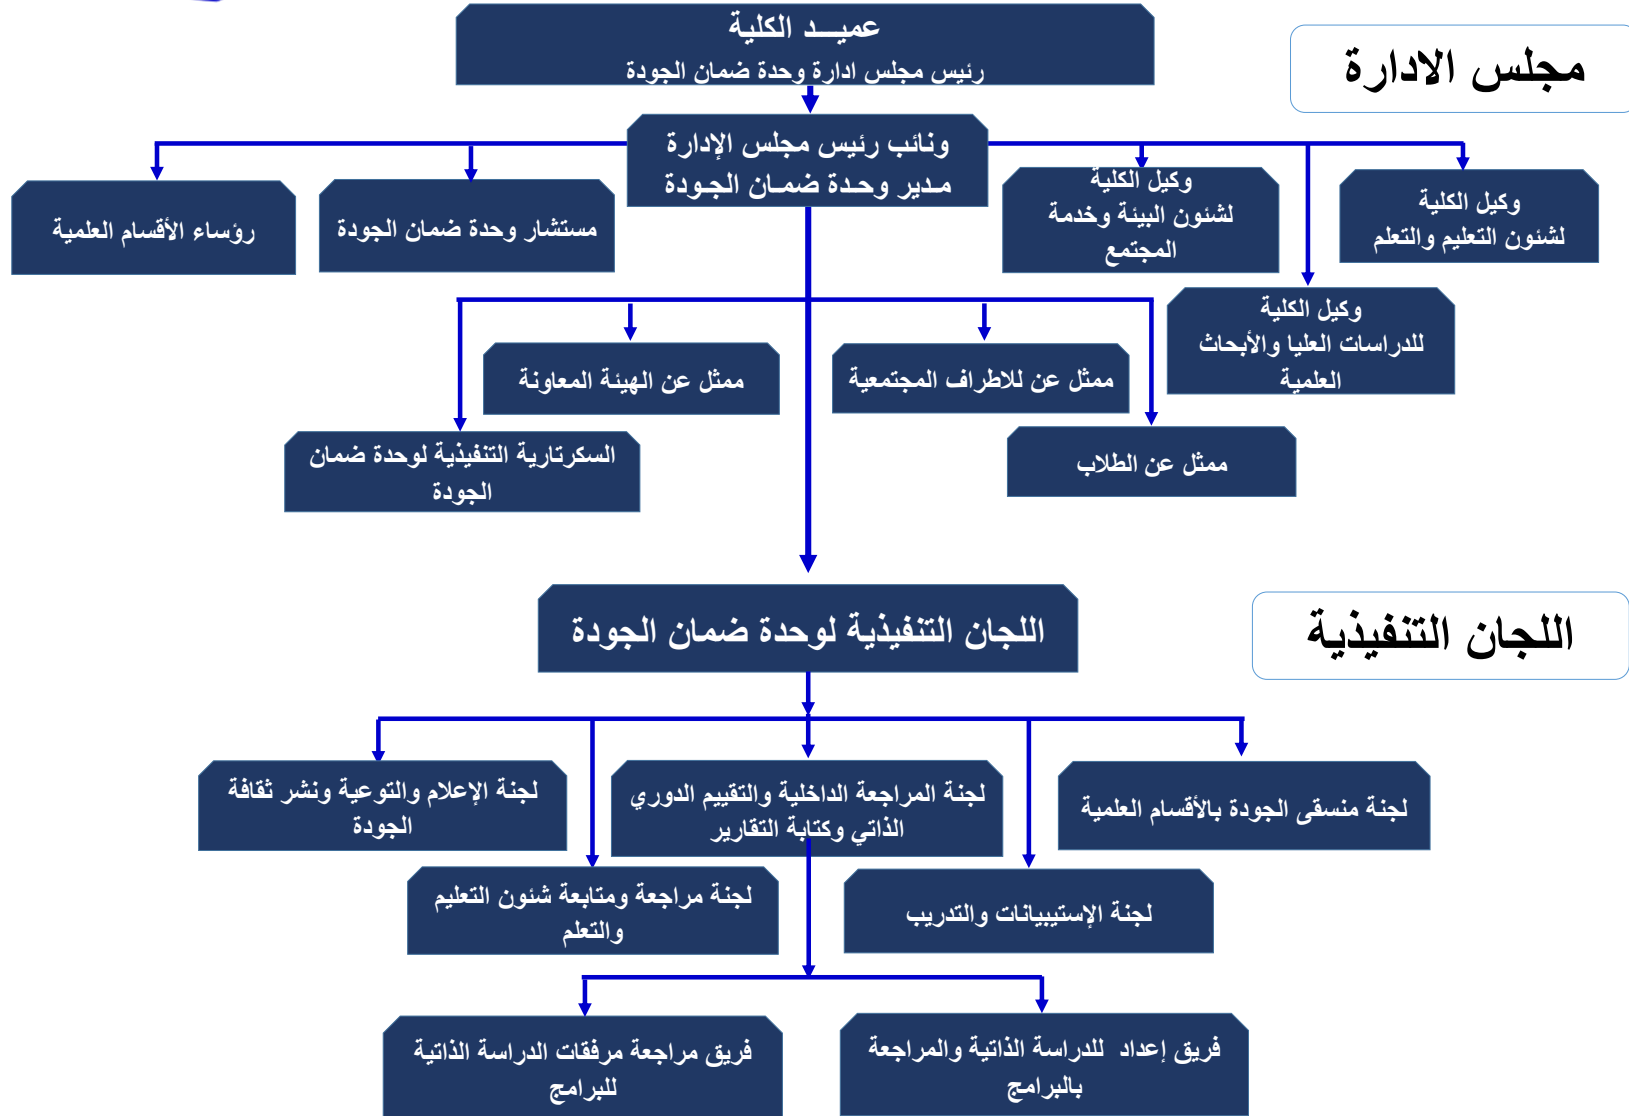 عميـــد الكلية
رئيس مجلس ادارة وحدة ضمان الجودة
مجلس الادارة
ونائب رئيس مجلس الإدارة
مـدير وحـدة ضمـان الجـودة
وكيل الكلية
لشئون التعليم والتعلم
وكيل الكلية
لشئون البيئة وخدمة
المجتمع
مستشار وحدة ضمان الجودة
رؤساء الأقسام العلمية
وكيل الكلية
للدراسات العليا والأبحاث
العلمية
ممثل عن للاطراف المجتمعية
ممثل عن الهيئة المعاونة
ممثل عن الطلاب
السكرتارية التنفيذية لوحدة ضمان
الجودة
اللجان التنفيذية
اللجان التنفيذية لوحدة ضمان الجودة
لجنة منسقى الجودة بالأقسام العلمية
لجنة المراجعة الداخلية والتقييم الدوري
الذاتي وكتابة التقارير
لجنة الإعلام والتوعية ونشر ثقافة
الجودة
لجنة الإستيبيانات والتدريب
لجنة مراجعة ومتابعة شئون التعليم
والتعلم
فريق إعداد للدراسة الذاتية والمراجعة
بالبرامج
فريق مراجعة مرفقات الدراسة الذاتية
للبرامج